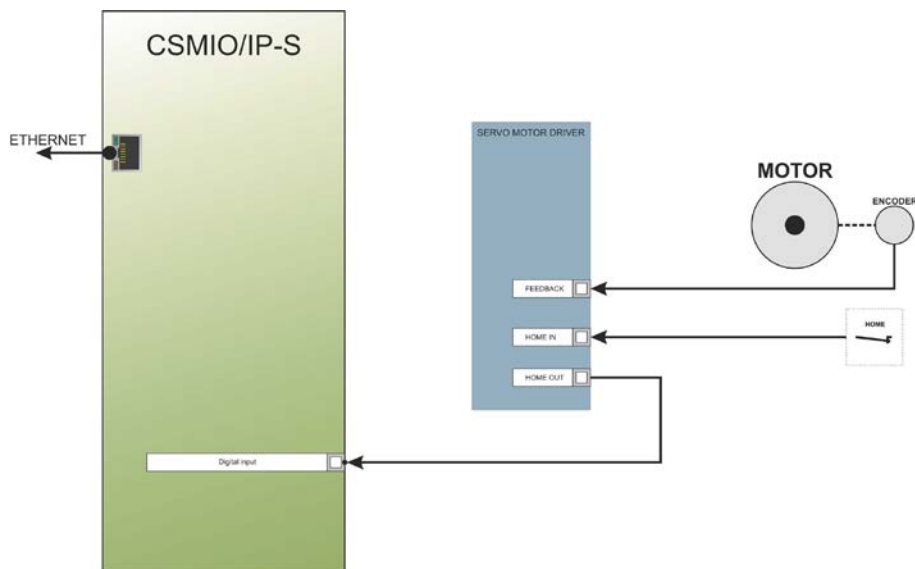 CSMIO/IP-S
ETHERNET
SERVO MOTOR DRIVER
MOTOR
ENCODER
FEEDBACK
HOME IN
HOME
HOME OUT
Digital input